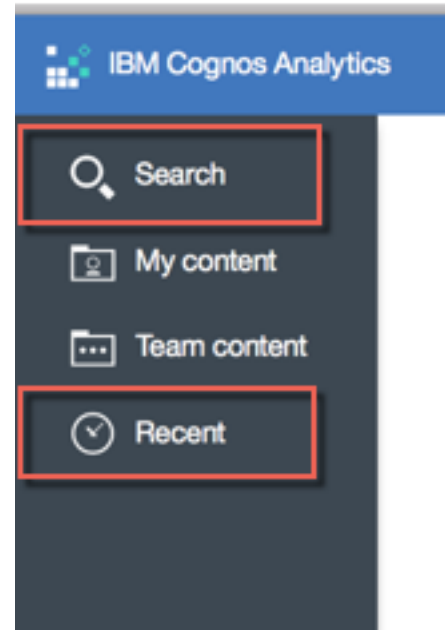 IBM Cognos Analytics
Search
My content
Team content
Recent